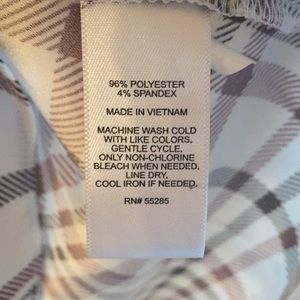 96% POLYESTER
4% SPANDEX
MADE IN VIETNAM
MACHINE WASH COLD
WITH LIKE COLORS.
GENTLE CYCLE.
ONLY NON-CHLORINE
BLEACH WHEN NEEDED.
LINE DRY.
COOL IRON IF NEEDED.
RN# 55285